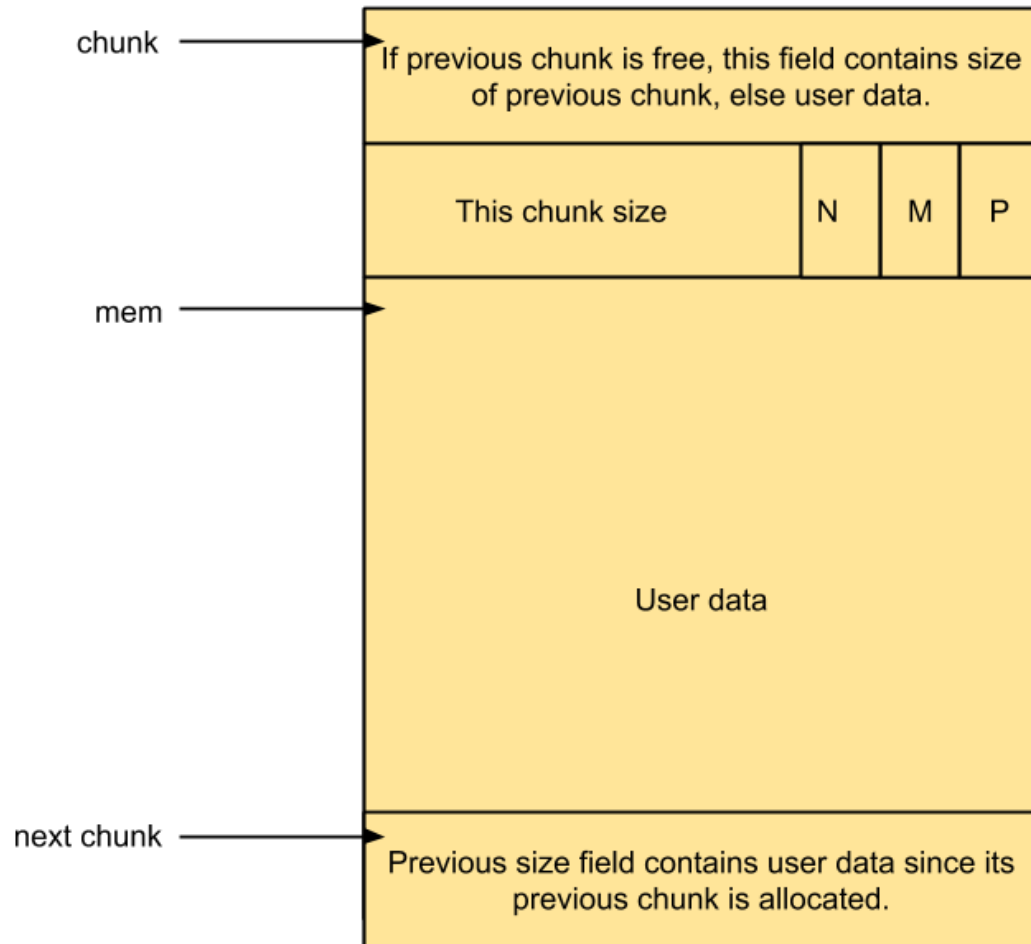 chunk
If previous chunk is free, this field contains size
of previous chunk, else user data.
This chunk size
N
M
P
mem
User data
next chunk
Previous size field contains user data since its
previous chunk is allocated.